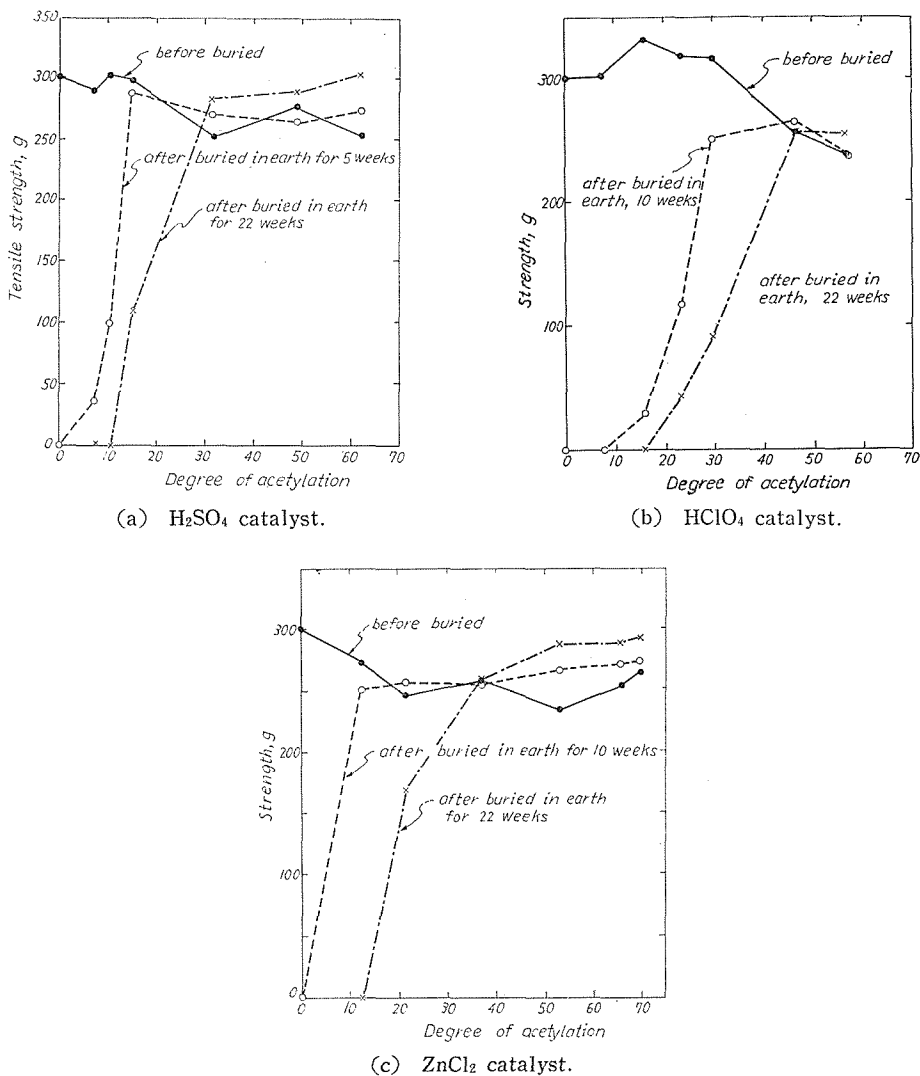 350
300
250
200
150
100
50
0
Tensile strength, g
before buried
after buried in earth for 5 weeks
after buried in earth
for 22 weeks
0 10 20 30 40 50 60 70
Degree of acetylation
(a) H₂SO₄ catalyst.
300
200
100
0
Strength, g
before buried
after buried in
earth, 10 weeks
after buried in
earth, 22 weeks
0 10 20 30 40 50 60 70
Degree of acetylation
(b) HClO₄ catalyst.
300
200
100
0
Strength, g
before buried
after buried in earth for 10 weeks
after buried in earth
for 22 weeks
0 10 20 30 40 50 60 70
Degree of acetylation
(c) ZnCl₂ catalyst.